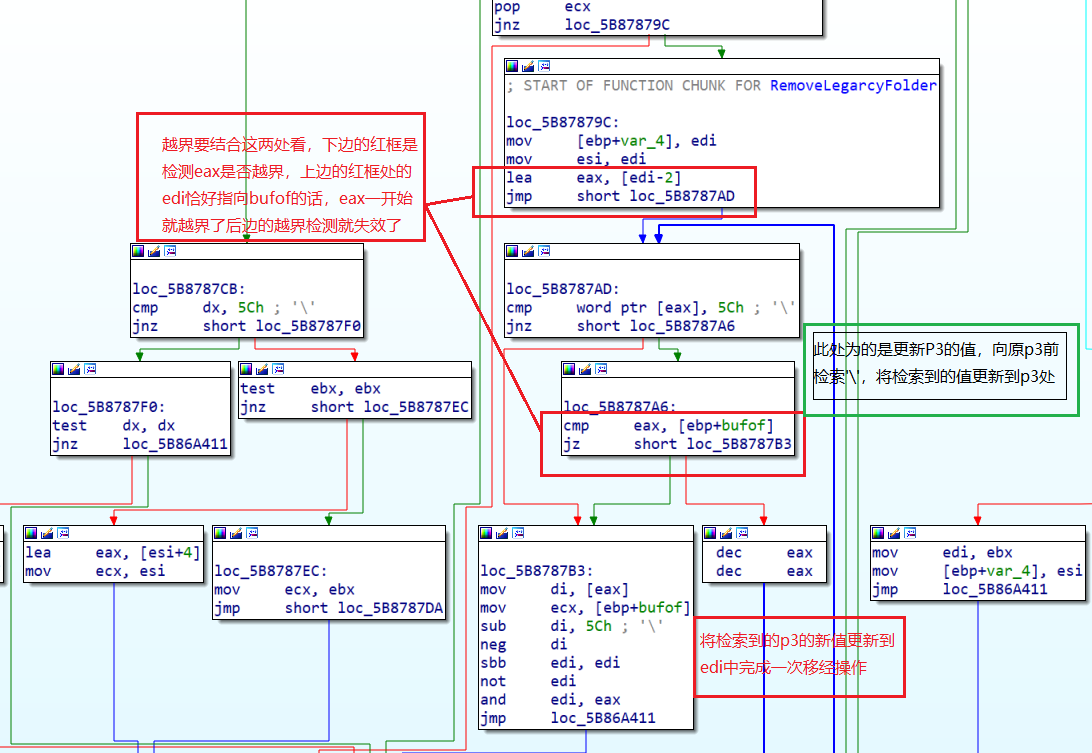 pop ecx
jnz loc_5B87879C
; START OF FUNCTION CHUNK FOR RemoveLegarcyFolder
loc_5B87879C:
mov [ebp+var_4], edi
mov esi, edi
lea eax, [edi-2]
jmp short loc_5B8787AD
越界要结合这两处看，下边的红框是
检测eax是否越界，上边的红框处的
edi恰好指向bufof的话，eax一开始
就越界了后边的越界检测就失效了
loc_5B8787CB:
cmp dx, 5Ch ; '\'
jnz short loc_5B8787F0
loc_5B8787AD:
cmp word ptr [eax], 5Ch ; '\'
jnz short loc_5B8787A6
此处为的是更新P3的值，向原p3前
检索'\'，将检索到的值更新到p3处
loc_5B8787F0:
test dx, dx
jnz loc_5B86A411
test ebx, ebx
jnz short loc_5B8787EC
loc_5B8787A6:
cmp eax, [ebp+bufof]
jz short loc_5B8787B3
lea eax, [esi+4]
mov ecx, esi
loc_5B8787EC:
mov ecx, ebx
jmp short loc_5B8787DA
loc_5B8787B3:
mov di, [eax]
mov ecx, [ebp+bufof]
sub di, 5Ch ; '\'
neg di
sbb edi, edi
not edi
and edi, eax
jmp loc_5B86A411
dec eax
dec eax
mov edi, ebx
mov [ebp+var_4], esi
jmp loc_5B86A411
将检索到的p3的新值更新到
edi中完成一次移经操作